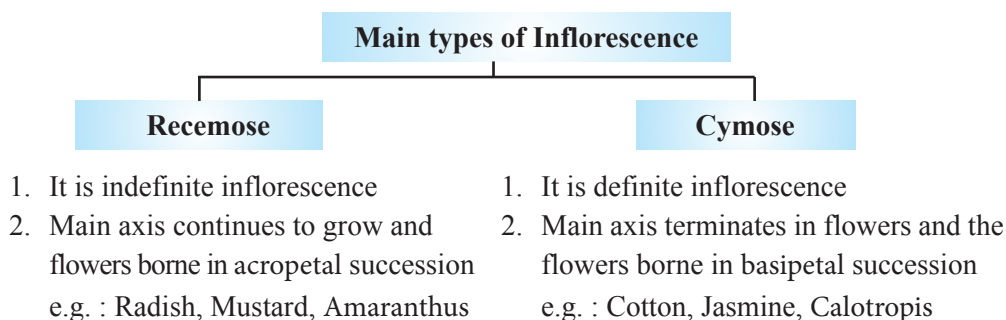 Main types of Inflorescence
Recemose
1. It is indefinite inflorescence
2. Main axis continues to grow and
flowers borne in acropetal succession
e.g. : Radish, Mustard, Amaranthus
Cymose
1. It is definite inflorescence
2. Main axis terminates in flowers and the
flowers borne in basipetal succession
e.g. : Cotton, Jasmine, Calotropis